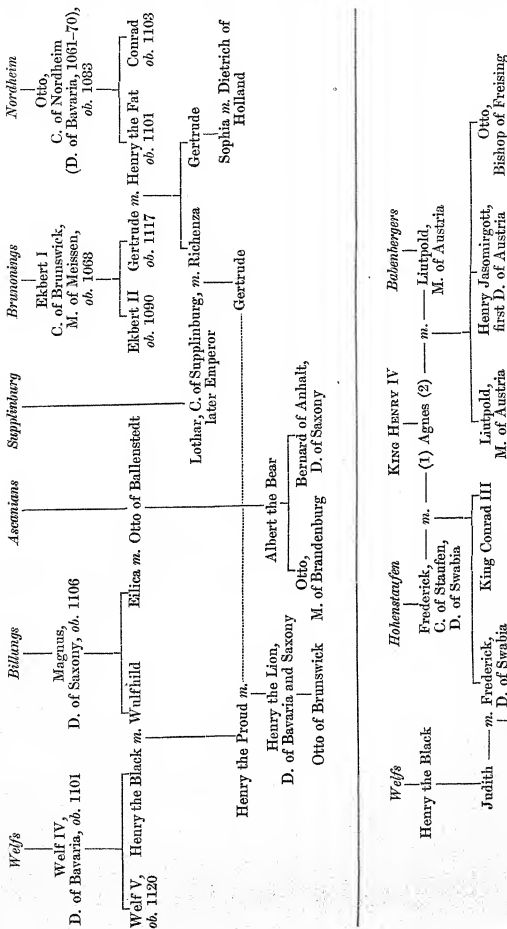 Welfs
Welf IV,
D. of Bavaria, ob. 1101
Welf V,
ob. 1120
Henry the Black m. Wulfhild
Billungs
Magnus,
D. of Saxony, ob. 1106
Eilica m. Otto of Ballenstedt
Ascanians
Supplinburg
Lothar, C. of Supplinburg, m. Richenza
later Emperor
Brunonings
Ekbert I
C. of Brunswick,
M. of Meissen,
ob. 1068
Ekbert II
ob. 1090
Gertrude m. Henry the Fat
ob. 1117
ob. 1101
Nordheim
Otto,
C. of Nordheim
(D. of Bavaria, 1061–70),
ob. 1083
Conrad
ob. 1103
Gertrude
Sophia m. Dietrich of
Holland
Henry the Proud m. Gertrude
Henry the Lion,
D. of Bavaria and Saxony
Otto of Brunswick
Albert the Bear
Otto,
M. of Brandenburg
Bernard of Anhalt,
D. of Saxony
Welfs
Henry the Black
Judith m. Frederick,
D. of Swabia
Hohenstaufen
Frederick, m. (1) Agnes (2) m. Liutpold,
C. of Staufen,
D. of Swabia
M. of Austria
KING HENRY IV
Babenbergers
King Conrad III
Liutpold,
M. of Austria
Henry Jasomirgott,
first D. of Austria
Otto,
Bishop of Freising